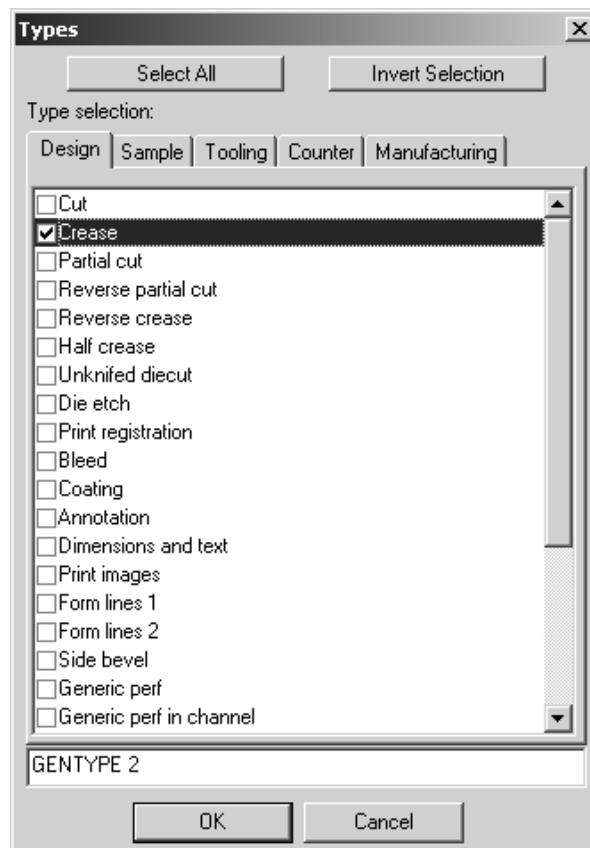 Types
Select All Invert Selection
Type selection:
Design Sample Tooling Counter Manufacturing
Cut
Crease
Partial cut
Reverse partial cut
Reverse crease
Half crease
Unknifed diecut
Die etch
Print registration
Bleed
Coating
Annotation
Dimensions and text
Print images
Form lines 1
Form lines 2
Side bevel
Generic perf
Generic perf in channel
GENTYPE 2
OK Cancel